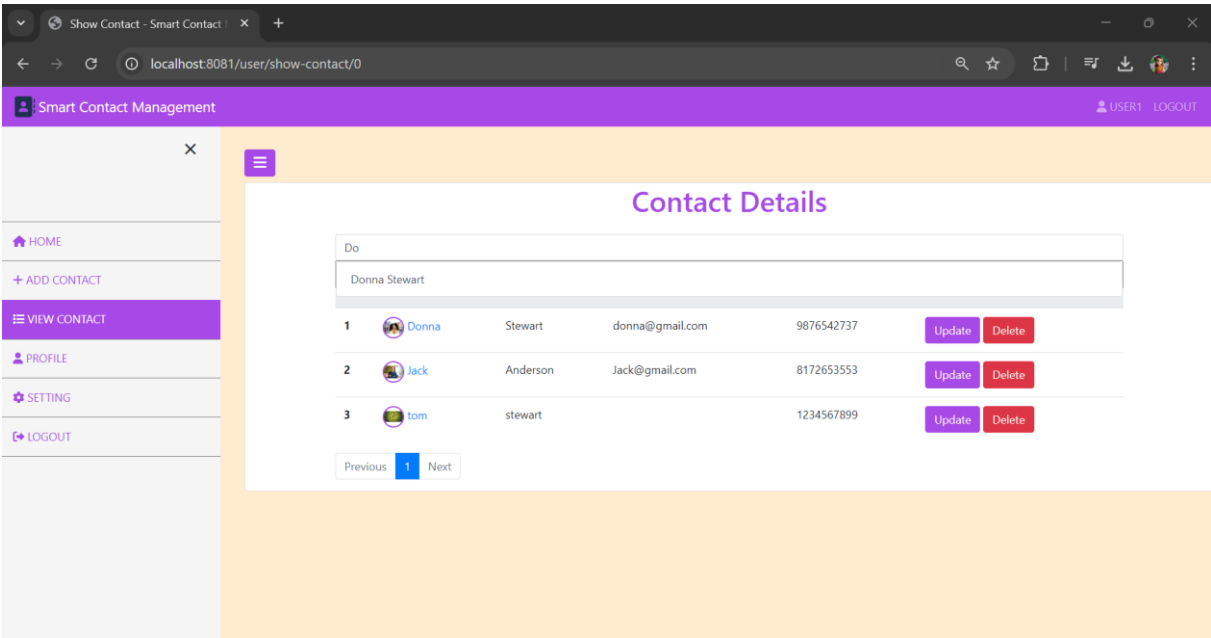 Show Contact - Smart Contact
localhost:8081/user/show-contact/0
Smart Contact Management
USER1 LOGOUT
HOME
ADD CONTACT
VIEW CONTACT
PROFILE
SETTING
LOGOUT
Contact Details
Do
Donna Stewart
1 Donna Stewart donna@gmail.com 9876542737 Update Delete
2 Jack Anderson Jack@gmail.com 8172653553 Update Delete
3 tom stewart 1234567899 Update Delete
Previous 1 Next